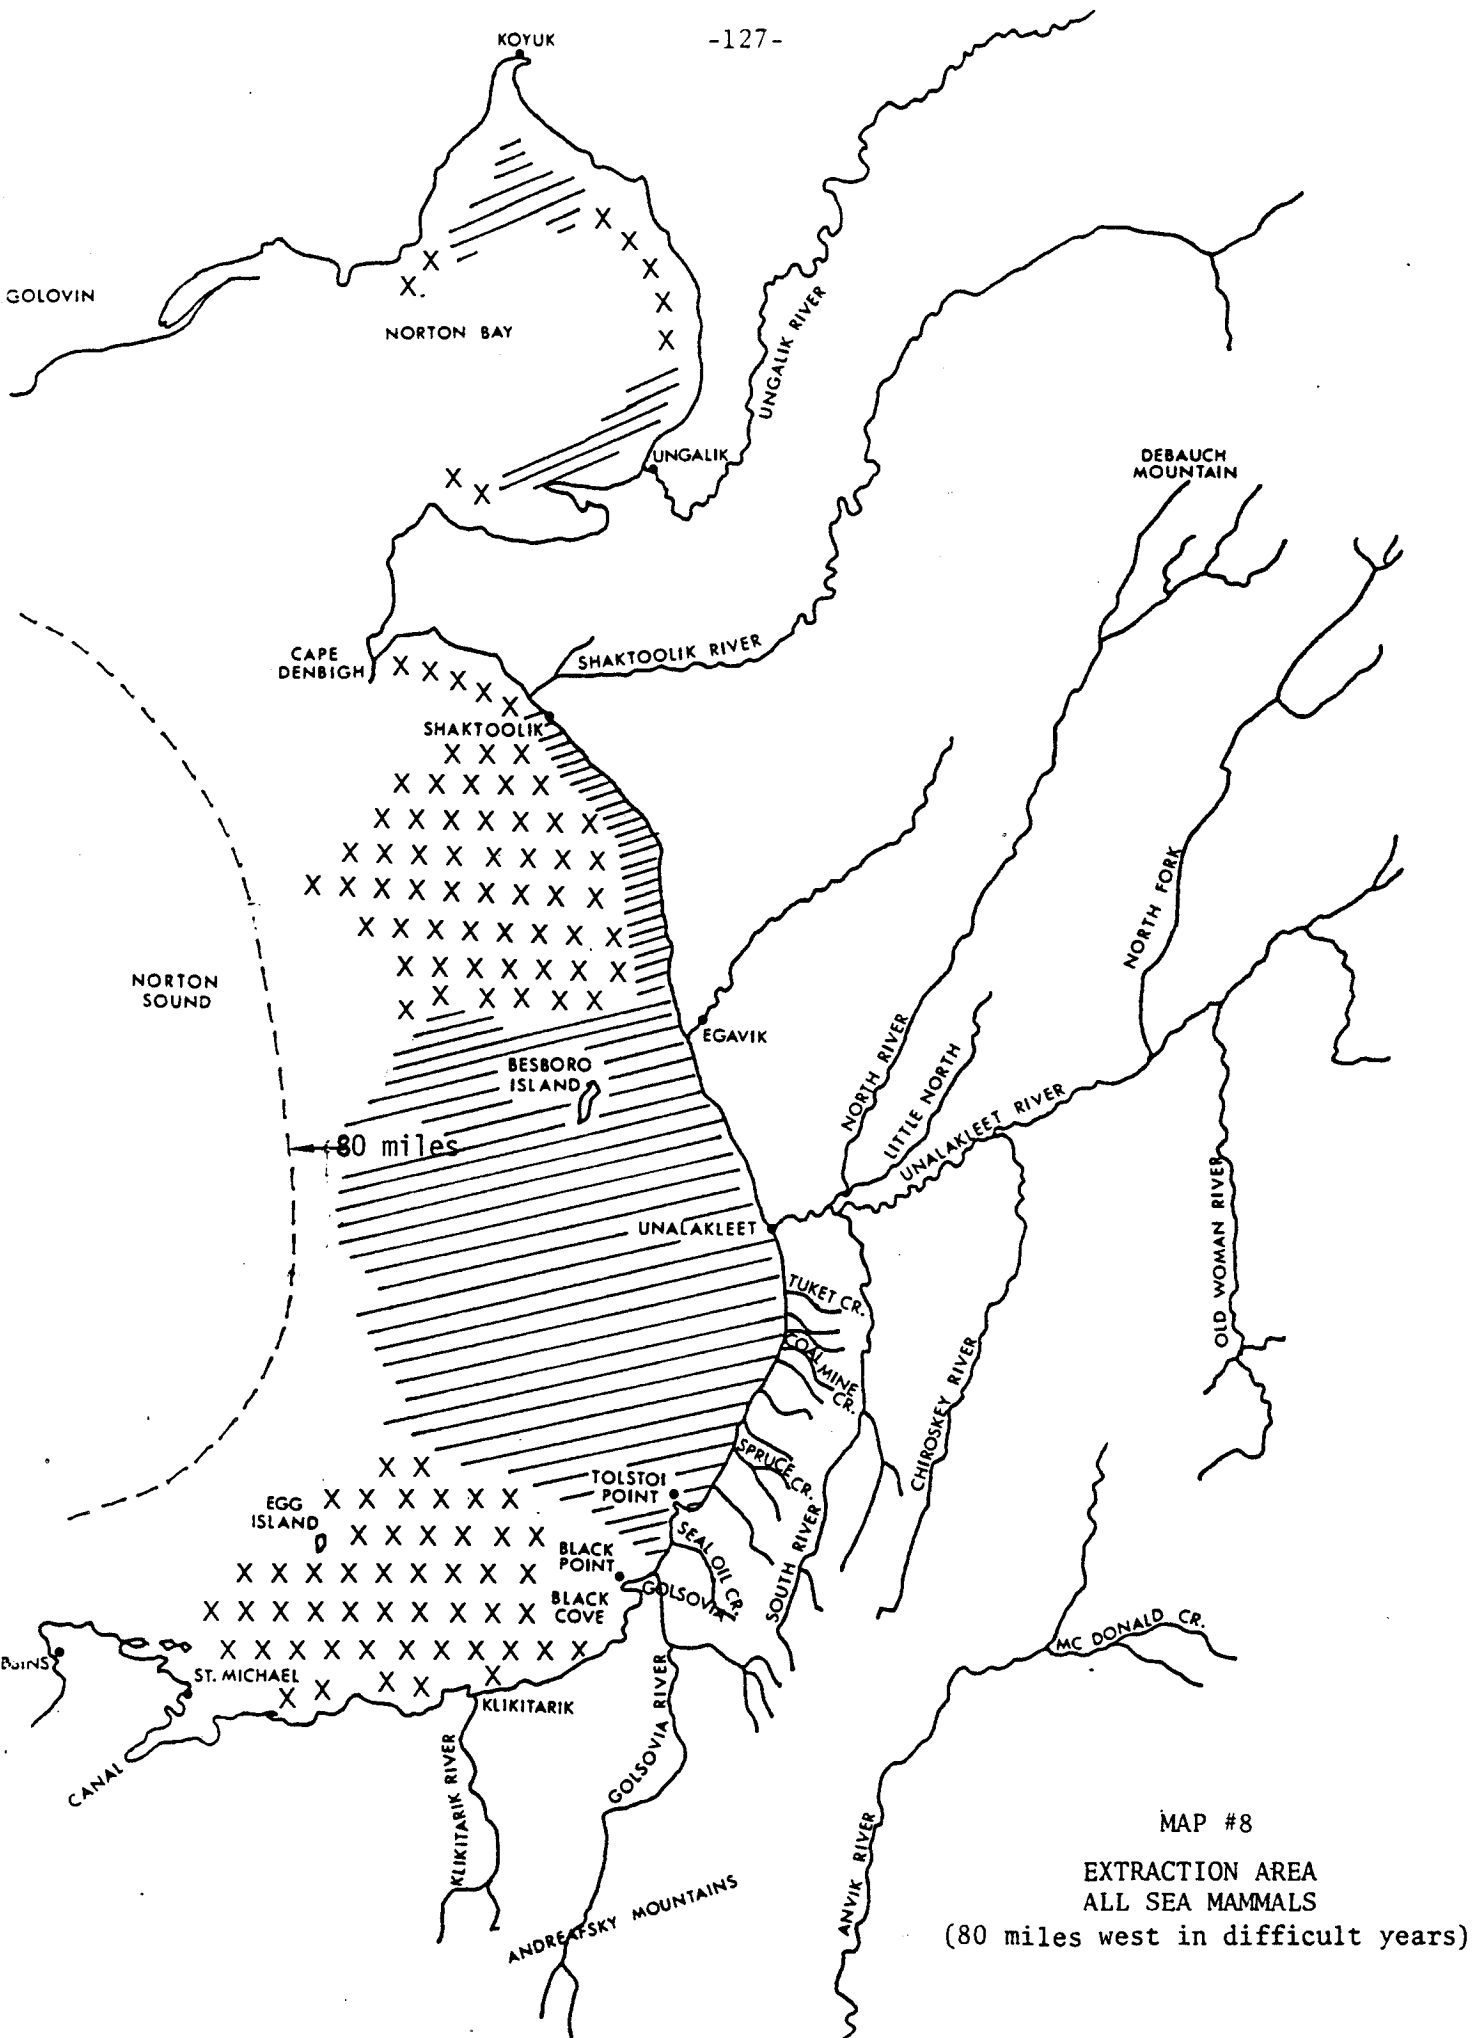 KOYUK
-127-
GOLOVIN
NORTON BAY
UNGALIK RIVER
UNGALIK
DEBAUCH
MOUNTAIN
CAPE
DENBIGH
SHAKTOOLIK RIVER
SHAKTOOLIK
NORTH FORK
NORTON
SOUND
EGAVIK
NORTH RIVER
LITTLE NORTH
UNALAKLEET RIVER
BESBORO
ISLAND
80 miles
OLD WOMAN RIVER
UNALAKLEET
TUKET CR.
COAL MINE
CR.
CHIROSKEY RIVER
SPRUCE
CR.
TOLSTOI
POINT
EGG
ISLAND
SEAL OIL CR.
SOUTH RIVER
BLACK
POINT
GOLSOVIA
BLACK
COVE
MC DONALD CR.
ST. MICHAEL
KLIKITARIK
GOLSOVIA RIVER
CANAL
KLIKITARIK RIVER
ANVIK RIVER
ANDREAFSKY MOUNTAINS
MAP #8
EXTRACTION AREA
ALL SEA MAMMALS
(80 miles west in difficult years)